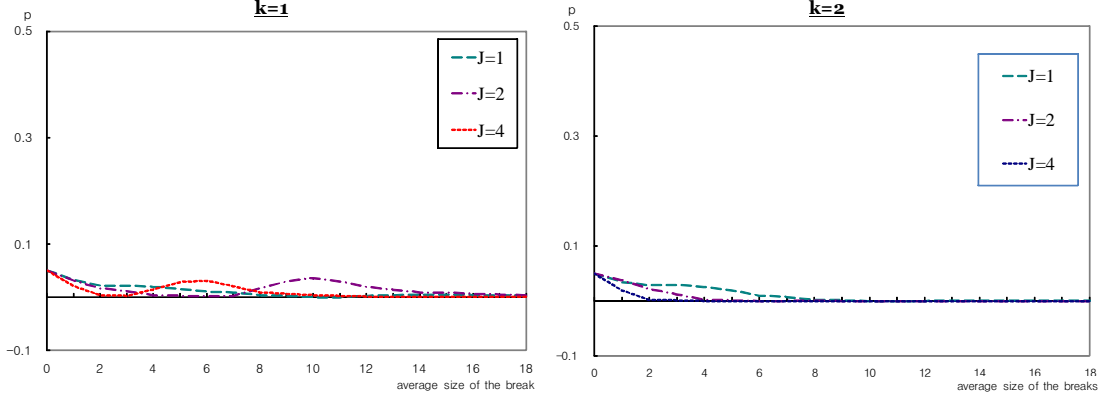 k=1
p
0.5
0.3
0.1
−0.1
J=1
J=2
J=4
0 2 4 6 8 10 12 14 16 18
average size of the break
k=2
p
0.5
0.3
0.1
-0.1
J=1
J=2
J=4
0 2 4 6 8 10 12 14 16 18
average size of the breaks